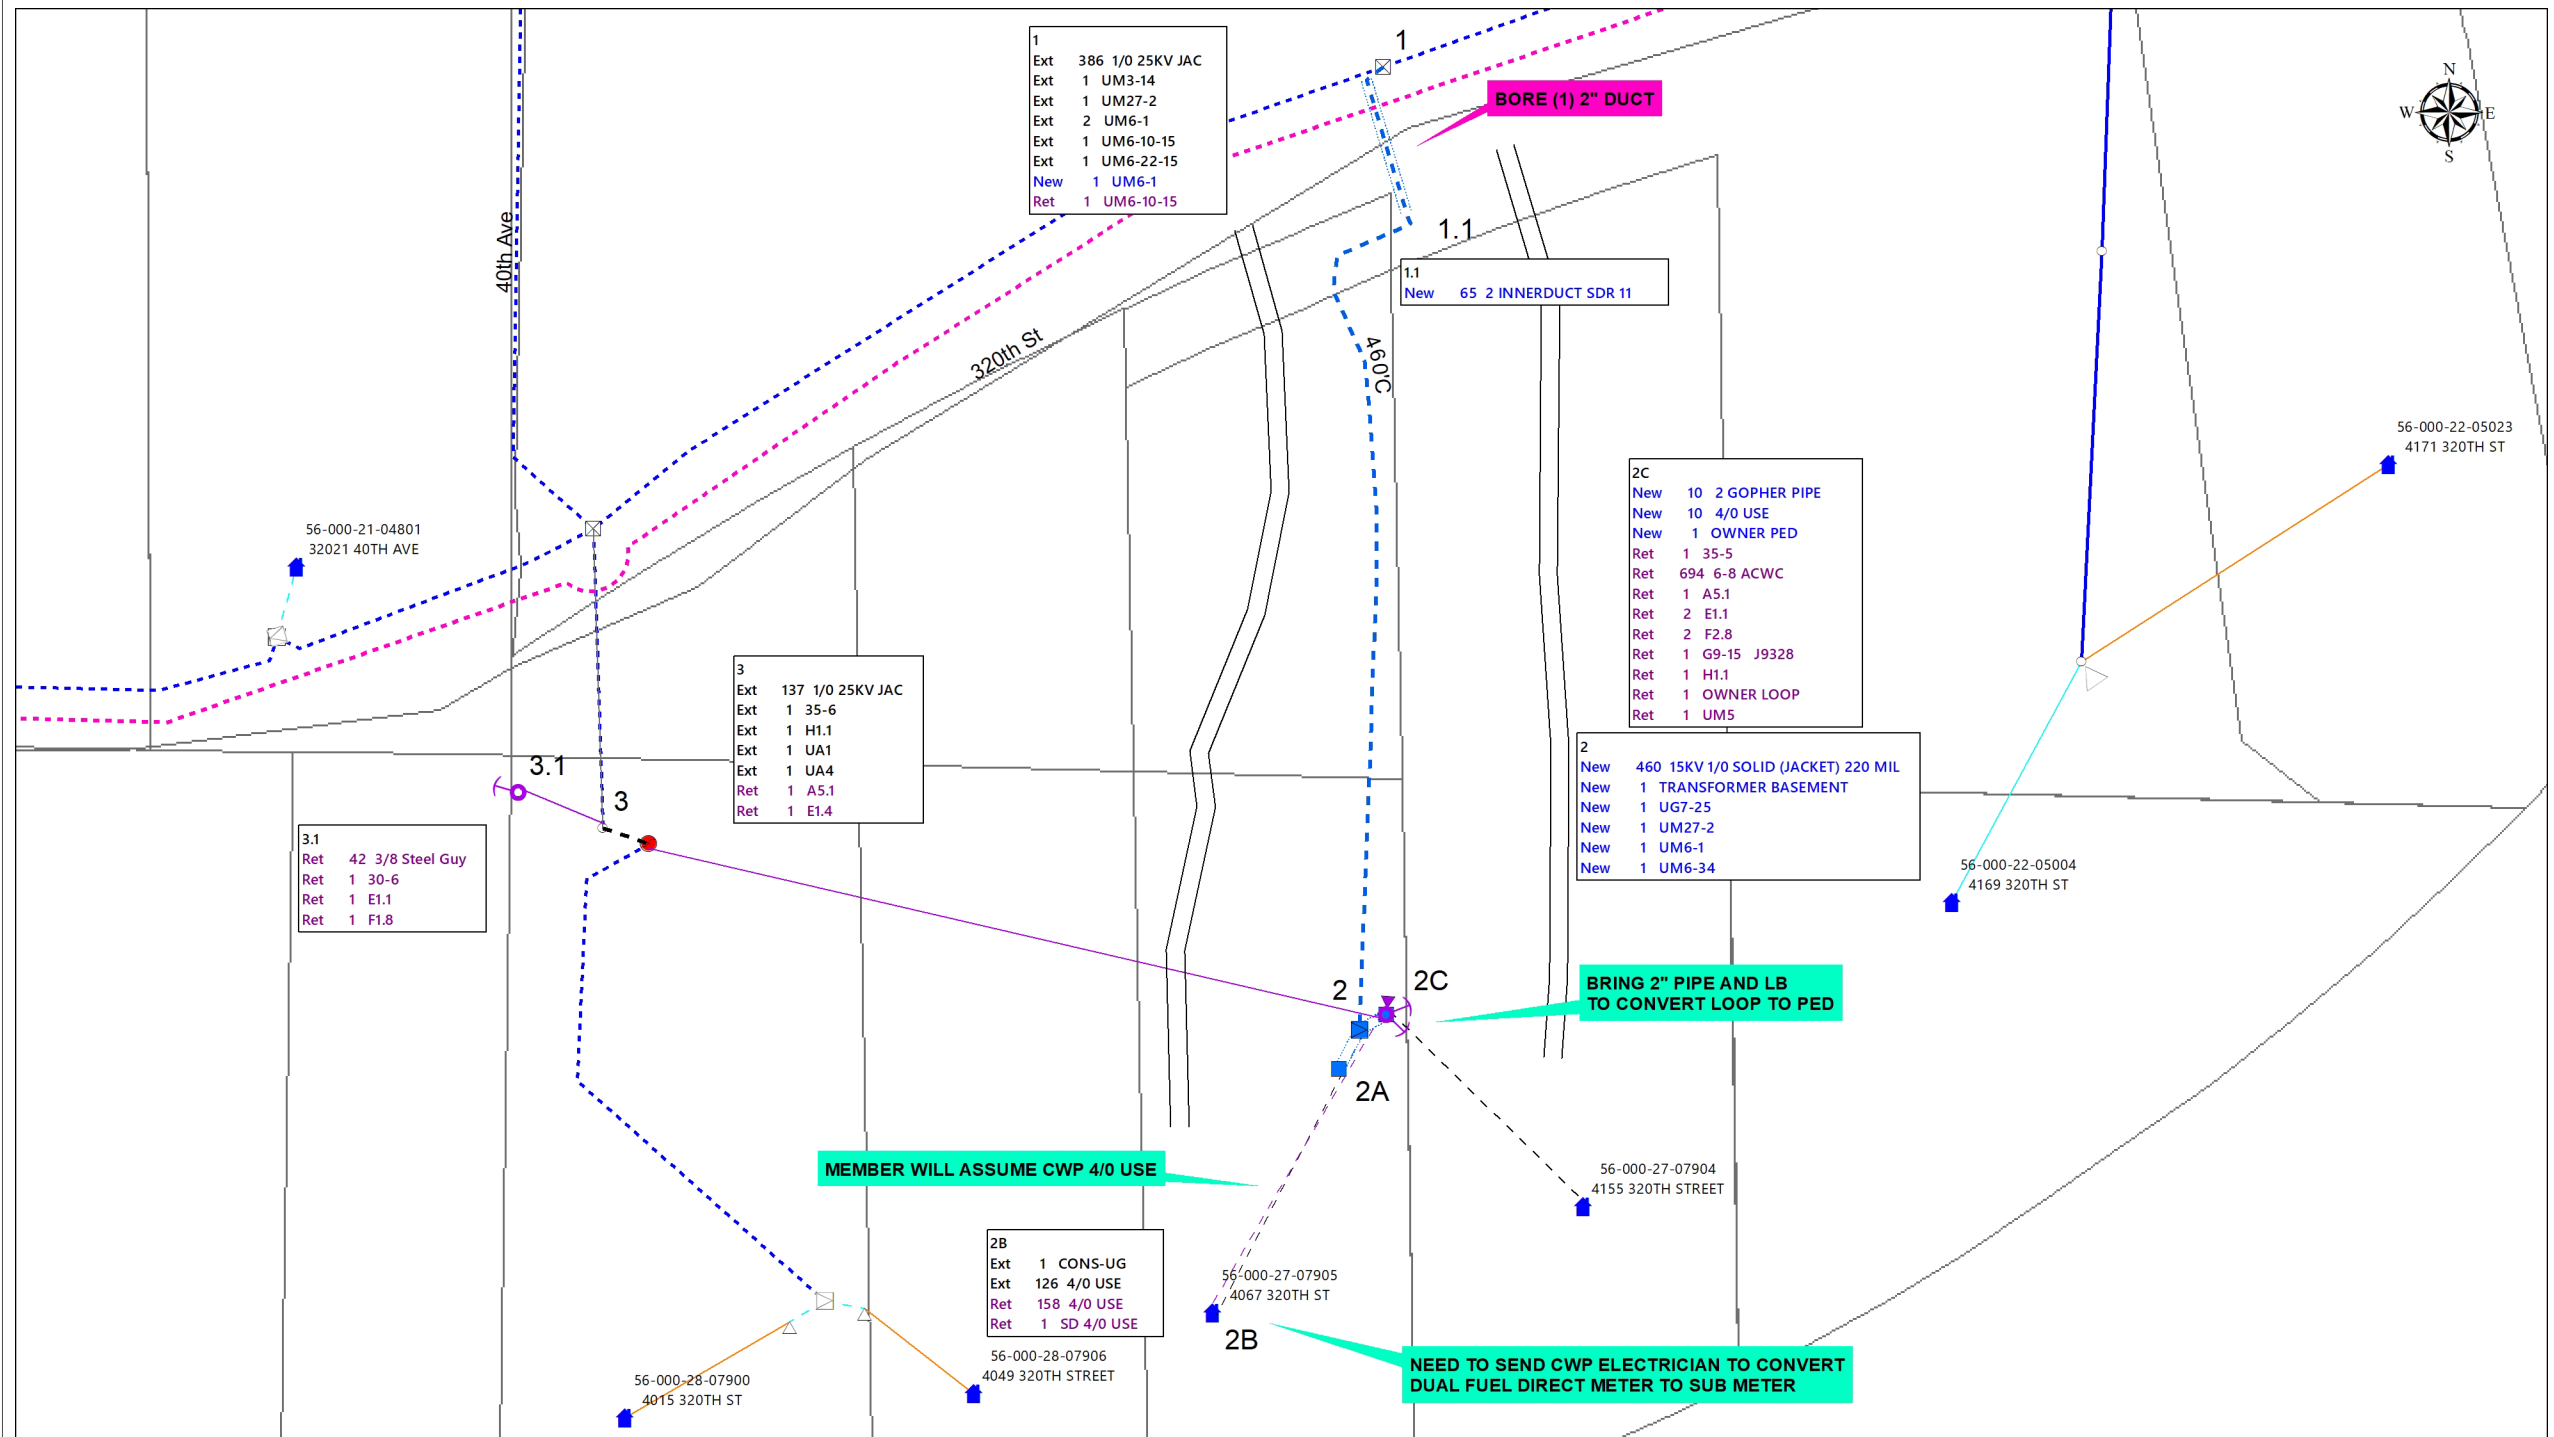 1
Ext 386 1/0 25KV JAC
Ext 1 UM3-14
Ext 1 UM27-2
Ext 2 UM6-1
Ext 1 UM6-10-15
Ext 1 UM6-22-15
New 1 UM6-1
Ret 1 UM6-10-15
1
BORE (1) 2" DUCT
N
W E
S
40th Ave
1.1
1.1
New 65 2 INNERDUCT SDR 11
320th St
460'C
56-000-22-05023
4171 320TH ST
2C
New 10 2 GOPHER PIPE
New 10 4/0 USE
New 1 OWNER PED
Ret 1 35-5
Ret 694 6-8 ACWC
Ret 1 A5.1
Ret 2 E1.1
Ret 2 F2.8
Ret 1 G9-15 J9328
Ret 1 H1.1
Ret 1 OWNER LOOP
Ret 1 UM5
56-000-21-04801
32021 40TH AVE
3
Ext 137 1/0 25KV JAC
Ext 1 35-6
Ext 1 H1.1
Ext 1 UA1
Ext 1 UA4
Ret 1 A5.1
Ret 1 E1.4
2
New 460 15KV 1/0 SOLID (JACKET) 220 MIL
New 1 TRANSFORMER BASEMENT
New 1 UG7-25
New 1 UM27-2
New 1 UM6-1
New 1 UM6-34
3.1
3
3.1
Ret 42 3/8 Steel Guy
Ret 1 30-6
Ret 1 E1.1
Ret 1 F1.8
56-000-22-05004
4169 320TH ST
2
2C
BRING 2" PIPE AND LB
TO CONVERT LOOP TO PED
2A
MEMBER WILL ASSUME CWP 4/0 USE
56-000-27-07904
4155 320TH STREET
2B
Ext 1 CONS-UG
Ext 126 4/0 USE
Ret 158 4/0 USE
Ret 1 SD 4/0 USE
56-000-27-07905
4067 320TH ST
2B
56-000-28-07906
4049 320TH STREET
NEED TO SEND CWP ELECTRICIAN TO CONVERT
DUAL FUEL DIRECT METER TO SUB METER
56-000-28-07900
4015 320TH ST